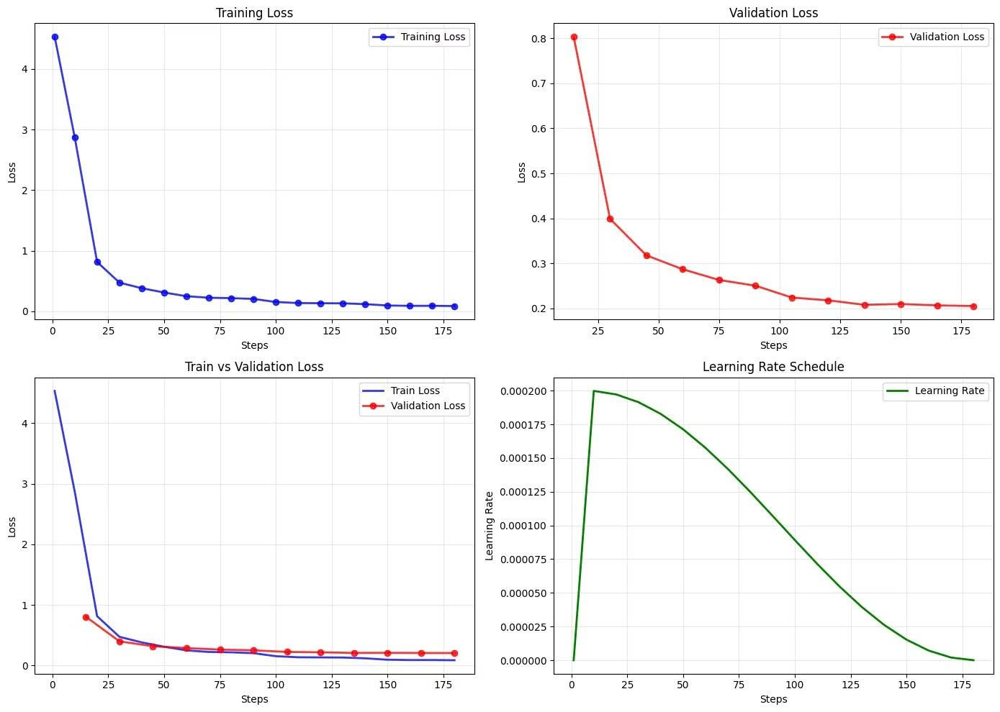 Training Loss
Training Loss
4
3
2
1
0
Loss
0 25 50 75 100 125 150 175
Steps
Validation Loss
Validation Loss
0.8
0.7
0.6
0.5
0.4
0.3
0.2
Loss
25 50 75 100 125 150 175
Steps
Train vs Validation Loss
Train Loss
Validation Loss
4
3
2
1
0
Loss
0 25 50 75 100 125 150 175
Steps
Learning Rate Schedule
Learning Rate
0.000200
0.000175
0.000150
0.000125
0.000100
0.000075
0.000050
0.000025
0.000000
Learning Rate
0 25 50 75 100 125 150 175
Steps